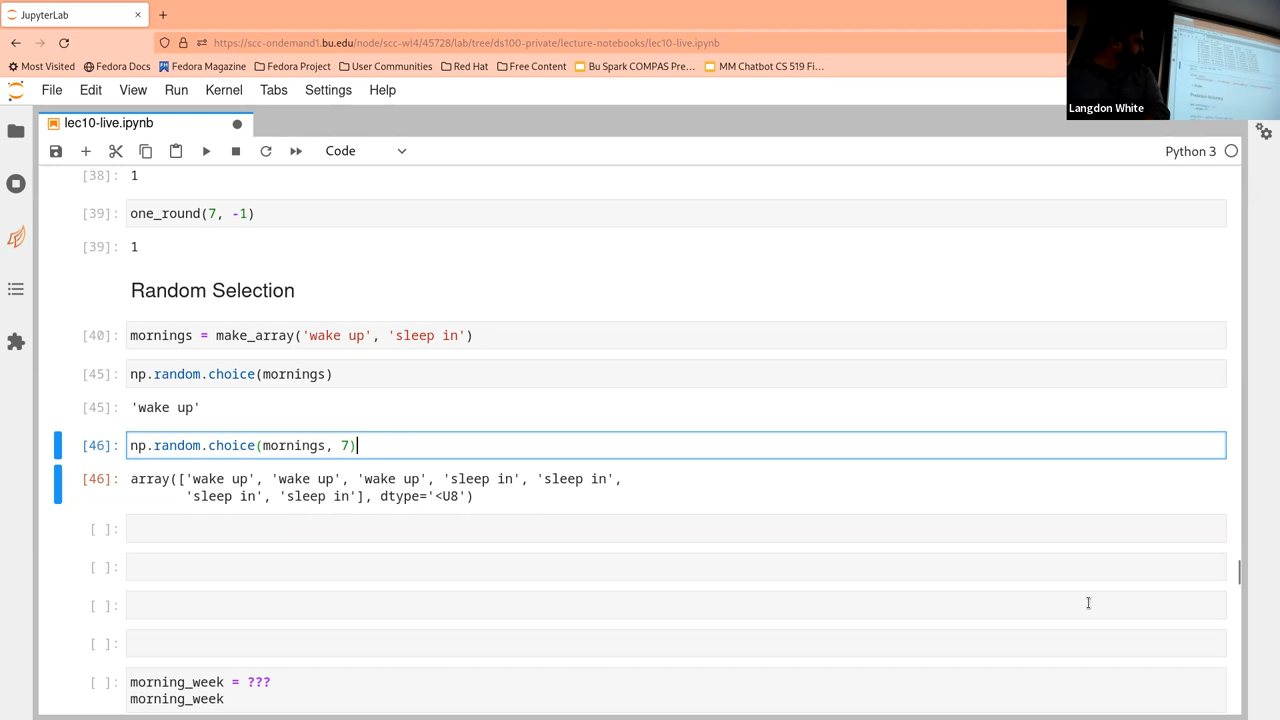 JupyterLab
https://scc-ondemand1.bu.edu/node/scc-wl4/45728/lab/tree/ds100-private/lecture-notebooks/lec10-live.ipynb
Most Visited Fedora Docs Fedora Magazine Fedora Project User Communities Red Hat Free Content Bu Spark COMPAS Pre... MM Chatbot CS 519 Fi...
Langdon White
File Edit View Run Kernel Tabs Settings Help
lec10-live.ipynb
Code
Python 3
[38]: 1
[39]: one_round(7, -1)
[39]: 1
Random Selection
[40]: mornings = make_array('wake up', 'sleep in')
[45]: np.random.choice(mornings)
[45]: 'wake up'
[46]: np.random.choice(mornings, 7)
[46]: array(['wake up', 'wake up', 'wake up', 'sleep in', 'sleep in',
'sleep in', 'sleep in'], dtype='<U8')
[ ]:
[ ]:
[ ]:
[ ]:
[ ]: morning_week = ???
morning_week